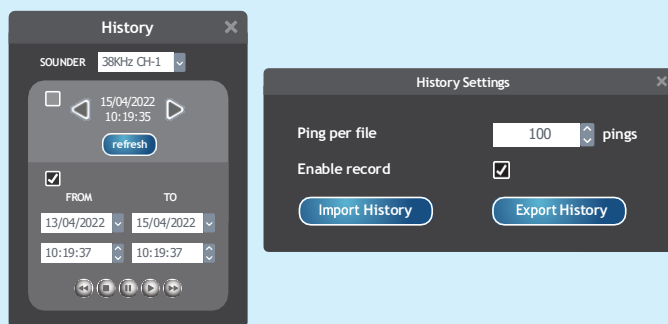 History
SOUNDER 38KHz CH-1
15/04/2022
10:19:35
refresh
FROM TO
13/04/2022 15/04/2022
10:19:37 10:19:37
History Settings
Ping per file 100 pings
Enable record
Import History Export History